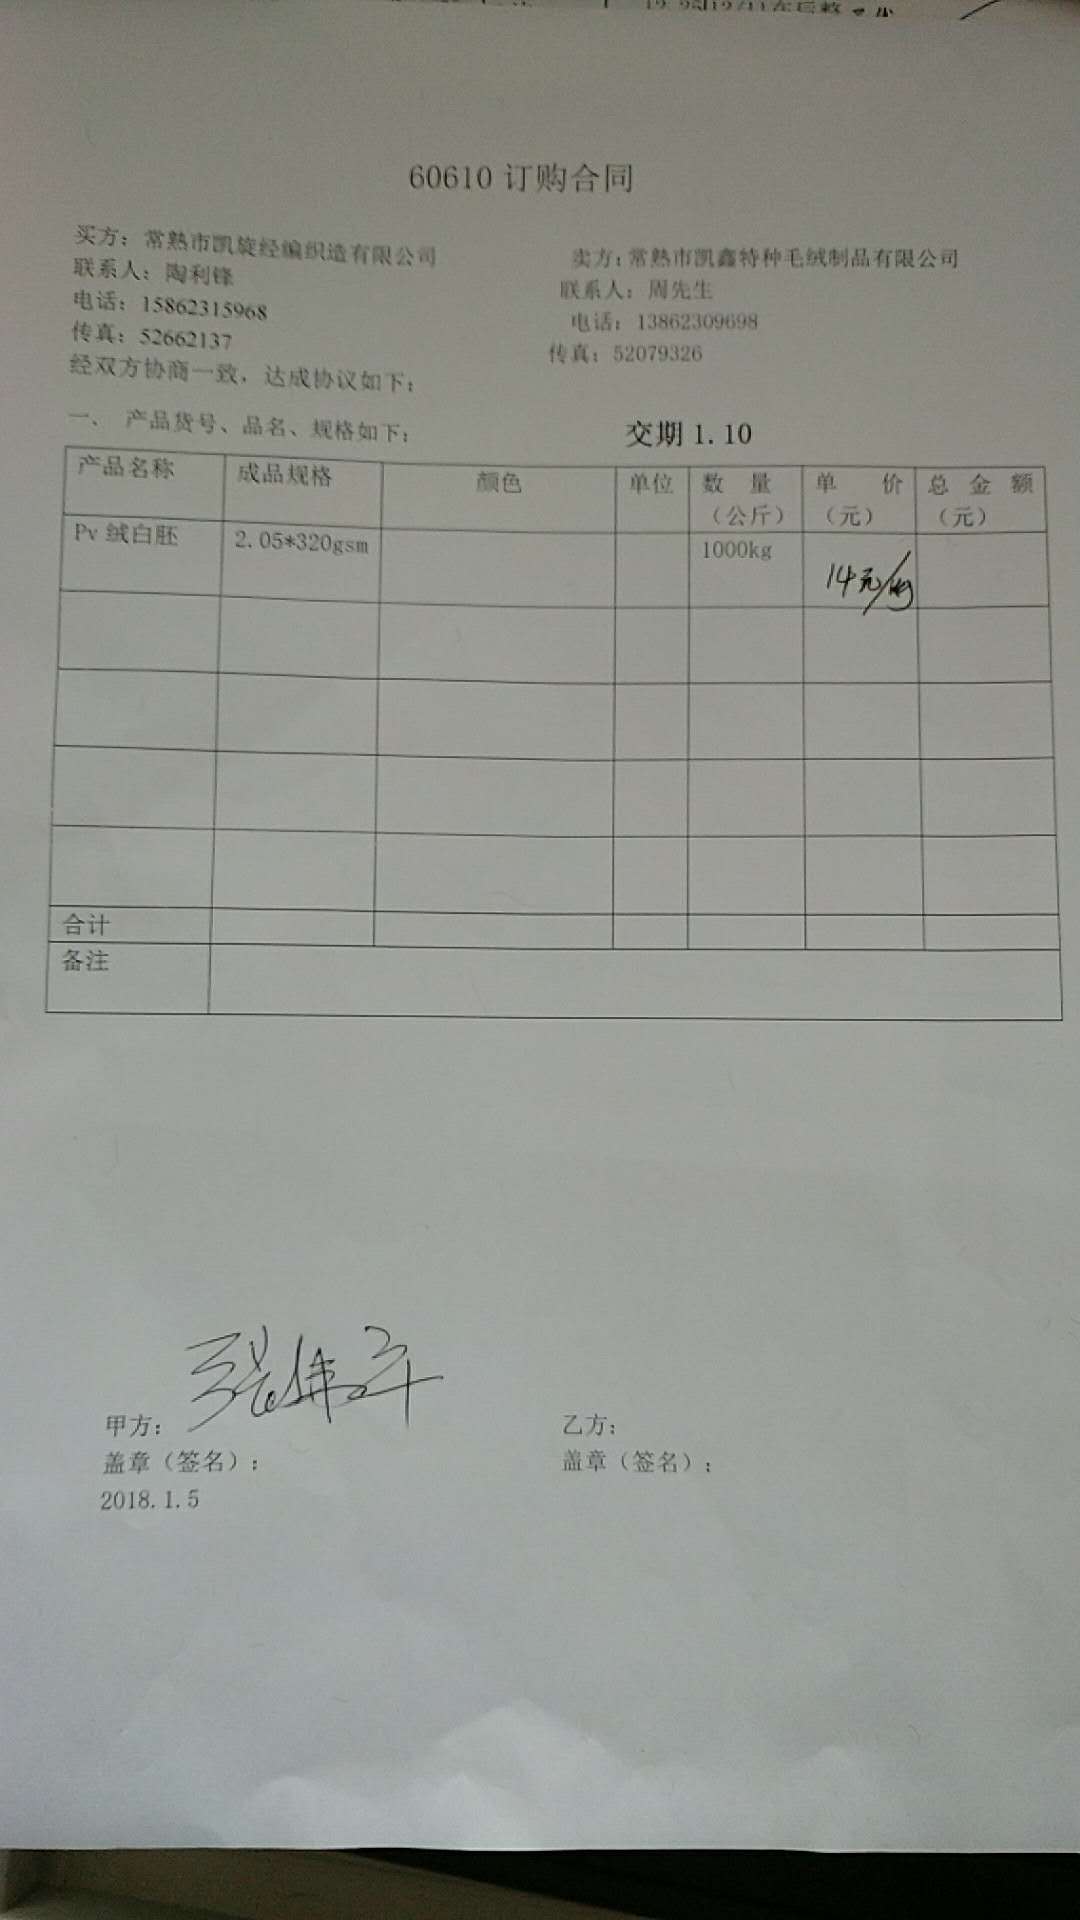 60610 订购合同
买方：常熟市凯旋经编织造有限公司
卖方：常熟市凯鑫特种毛绒制品有限公司
联系人：陶利锋
联系人：周先生
电话：15862315968
电话：13862309698
传真：52662137
传真：52079326
经双方协商一致，达成协议如下：
一、 产品货号、品名、规格如下：
交期 1.10
产品名称 成品规格 颜色 单位 数 量（公斤） 单 价（元） 总 金 额（元）
Pv 绒白胚 2.05*320gsm 1000kg 14元/kg
合计
备注
甲方：
乙方：
盖章（签名）：
盖章（签名）：
2018.1.5